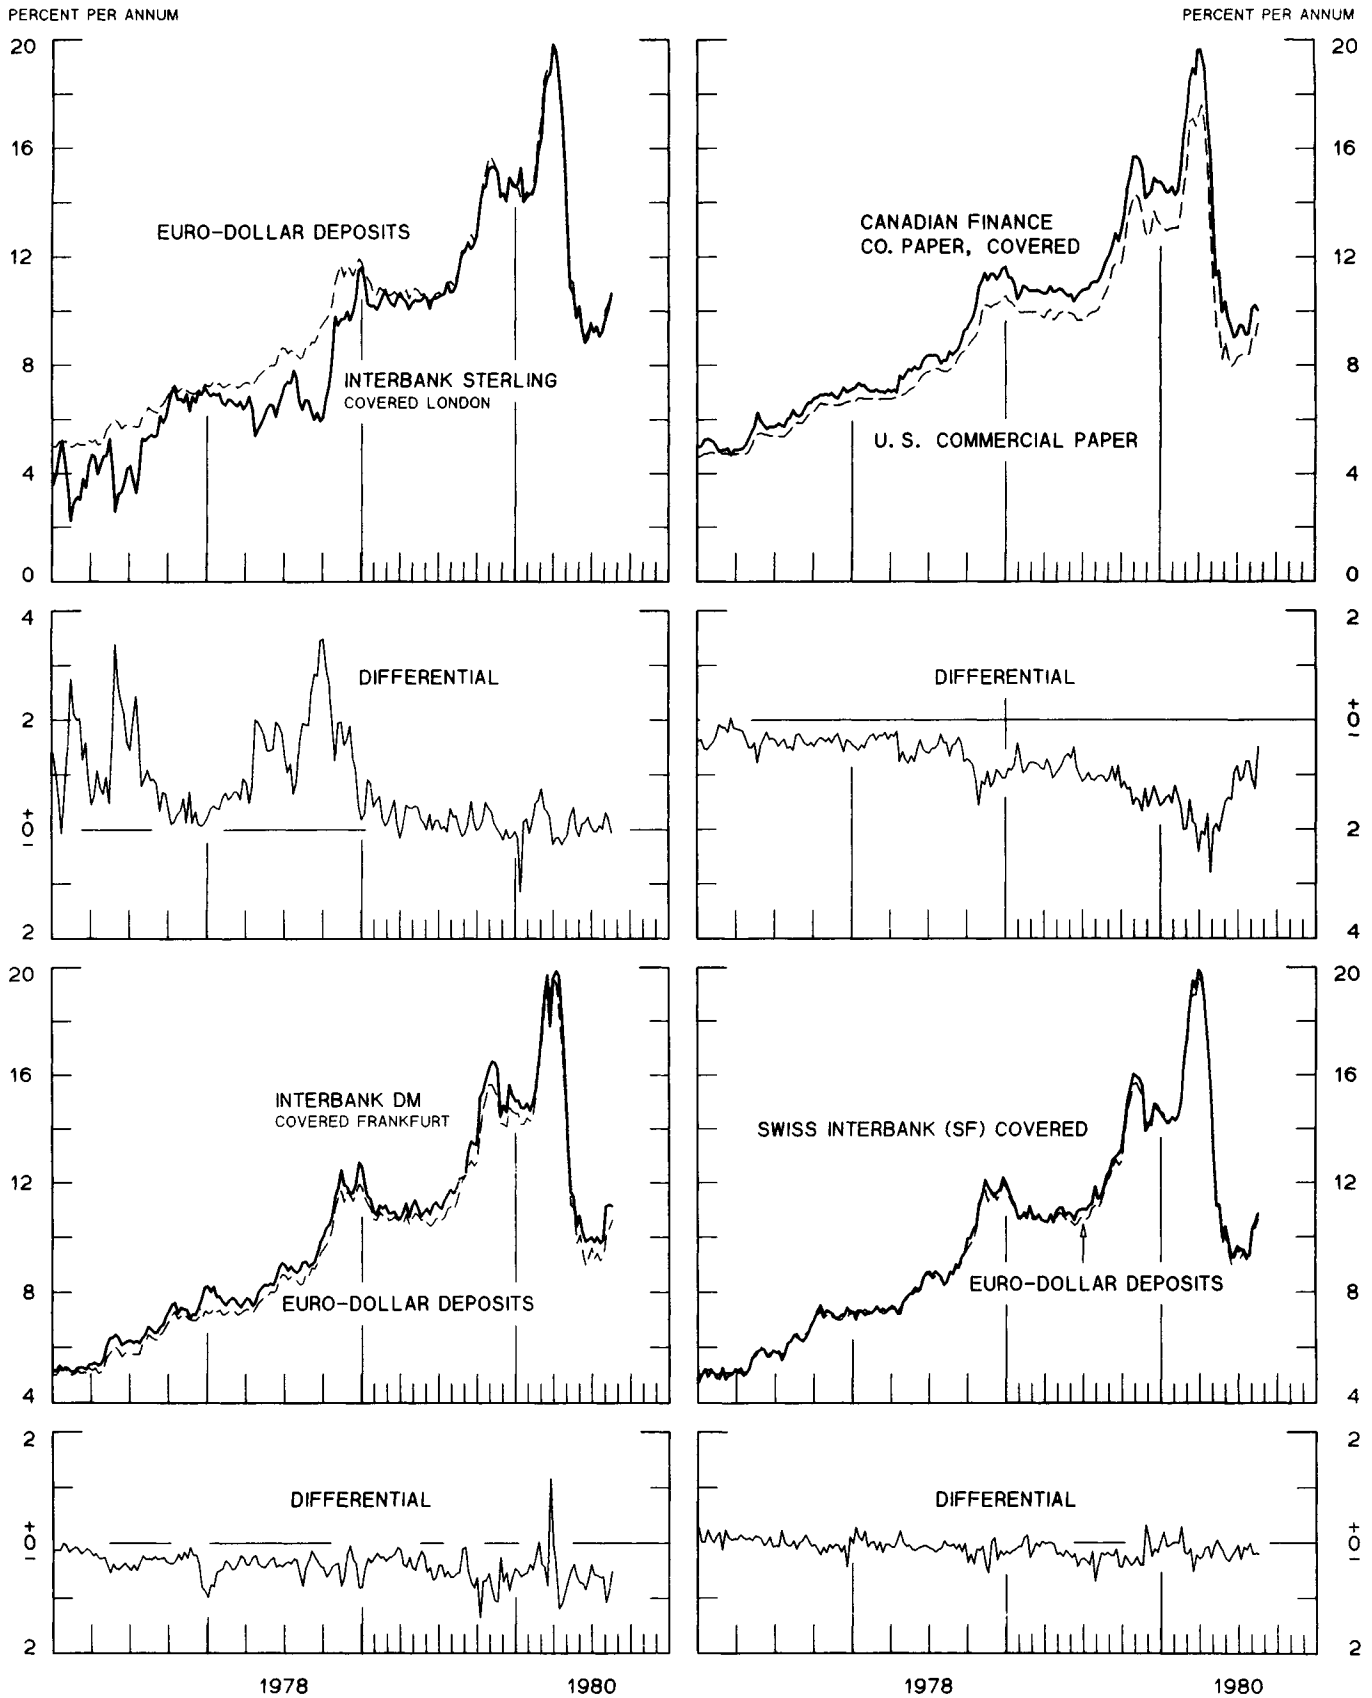 PERCENT PER ANNUM
PERCENT PER ANNUM
20
20
16
16
EURO-DOLLAR DEPOSITS
CANADIAN FINANCE
CO. PAPER, COVERED
12
12
8
8
INTERBANK STERLING
COVERED LONDON
U. S. COMMERCIAL PAPER
4
4
0
0
4
2
DIFFERENTIAL
DIFFERENTIAL
2
+
0
−
+
0
−
2
2
4
20
20
16
16
INTERBANK DM
COVERED FRANKFURT
SWISS INTERBANK (SF) COVERED
12
12
8
8
EURO-DOLLAR DEPOSITS
EURO-DOLLAR DEPOSITS
4
4
2
2
DIFFERENTIAL
DIFFERENTIAL
+
0
−
+
0
−
2
2
1978
1980
1978
1980